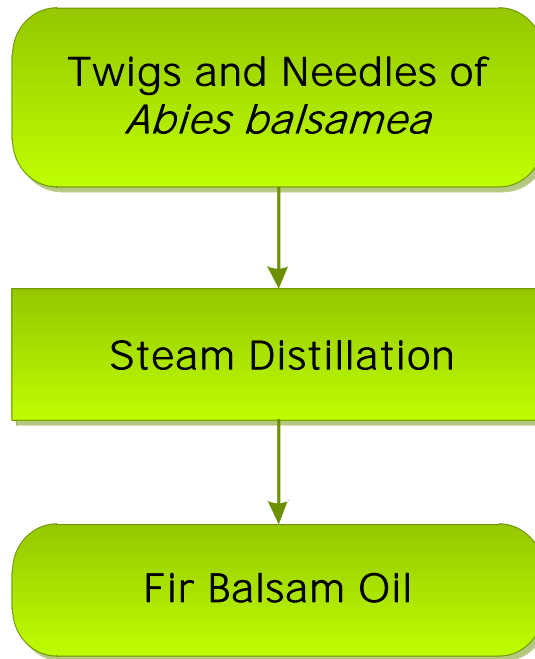 Twigs and Needles of
Abies balsamea
Steam Distillation
Fir Balsam Oil